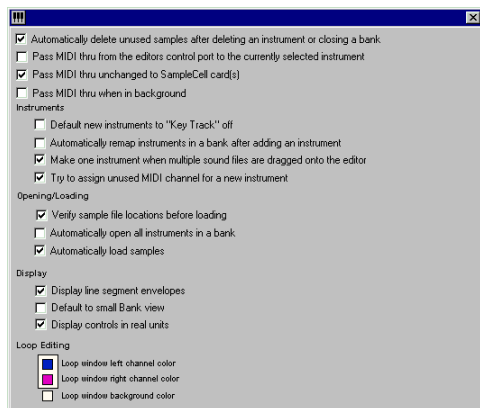 Automatically delete unused samples after deleting an instrument or closing a bank
Pass MIDI thru from the editors control port to the currently selected instrument
Pass MIDI thru unchanged to SampleCell card(s)
Pass MIDI thru when in background
Instruments
Default new instruments to "Key Track" off
Automatically remap instruments in a bank after adding an instrument
Make one instrument when multiple sound files are dragged onto the editor
Try to assign unused MIDI channel for a new instrument
Opening/Loading
Verify sample file locations before loading
Automatically open all instruments in a bank
Automatically load samples
Display
Display line segment envelopes
Default to small Bank view
Display controls in real units
Loop Editing
Loop window left channel color
Loop window right channel color
Loop window background color